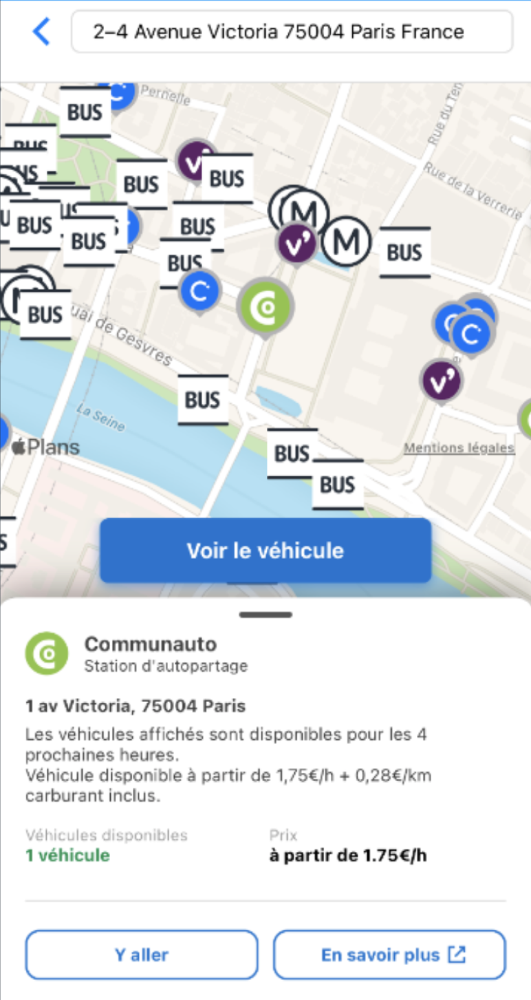 2–4 Avenue Victoria 75004 Paris France
Pernelle
Rue du Ten
Rue de la Verrerie
BUS
BUS
BUS
BUS
BUS
BUS
BUS
BUS
BUS
BUS
BUS
BUS
BUS
M
M
v'
v'
v'
C
C
uai de Gesvres
La Seine
Plans
Mentions légales
Voir le véhicule
Communauto
Station d'autopartage
1 av Victoria, 75004 Paris
Les véhicules affichés sont disponibles pour les 4
prochaines heures.
Véhicule disponible à partir de 1,75€/h + 0,28€/km
carburant inclus.
Véhicules disponibles
Prix
1 véhicule
à partir de 1.75€/h
Y aller
En savoir plus